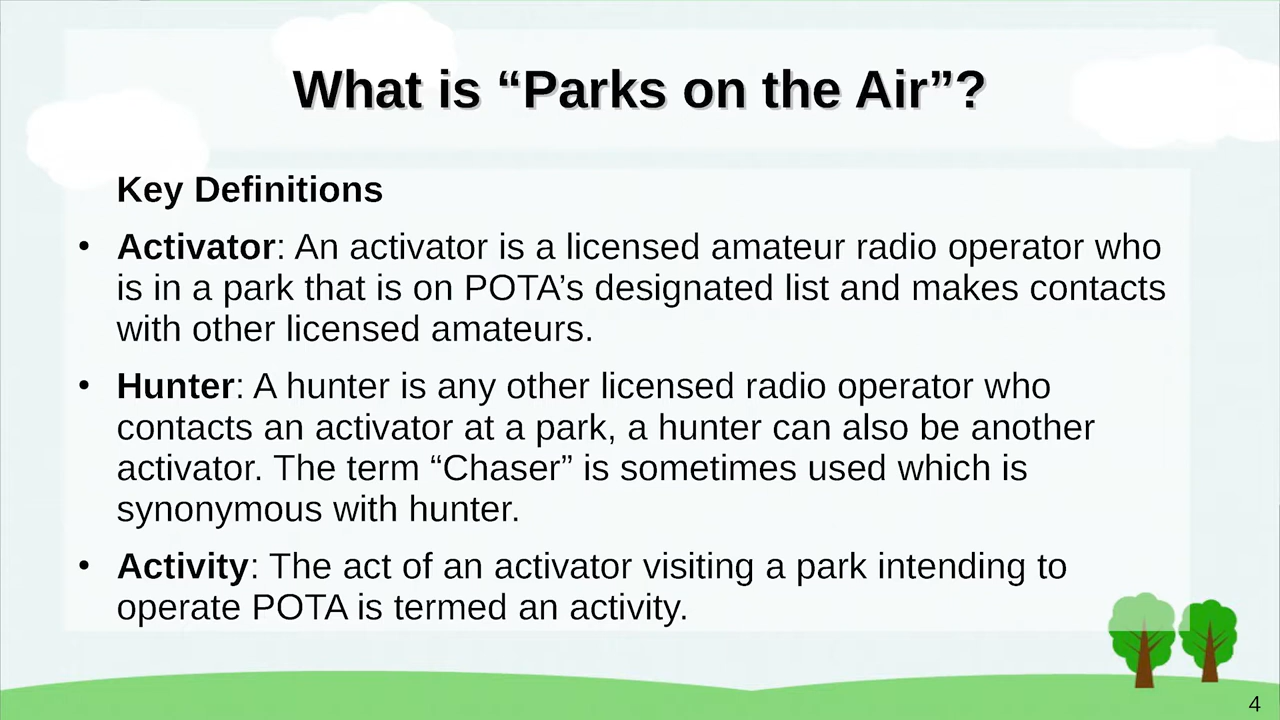 What is “Parks on the Air”?
Key Definitions
• Activator: An activator is a licensed amateur radio operator who
is in a park that is on POTA’s designated list and makes contacts
with other licensed amateurs.
• Hunter: A hunter is any other licensed radio operator who
contacts an activator at a park, a hunter can also be another
activator. The term “Chaser” is sometimes used which is
synonymous with hunter.
• Activity: The act of an activator visiting a park intending to
operate POTA is termed an activity.
4